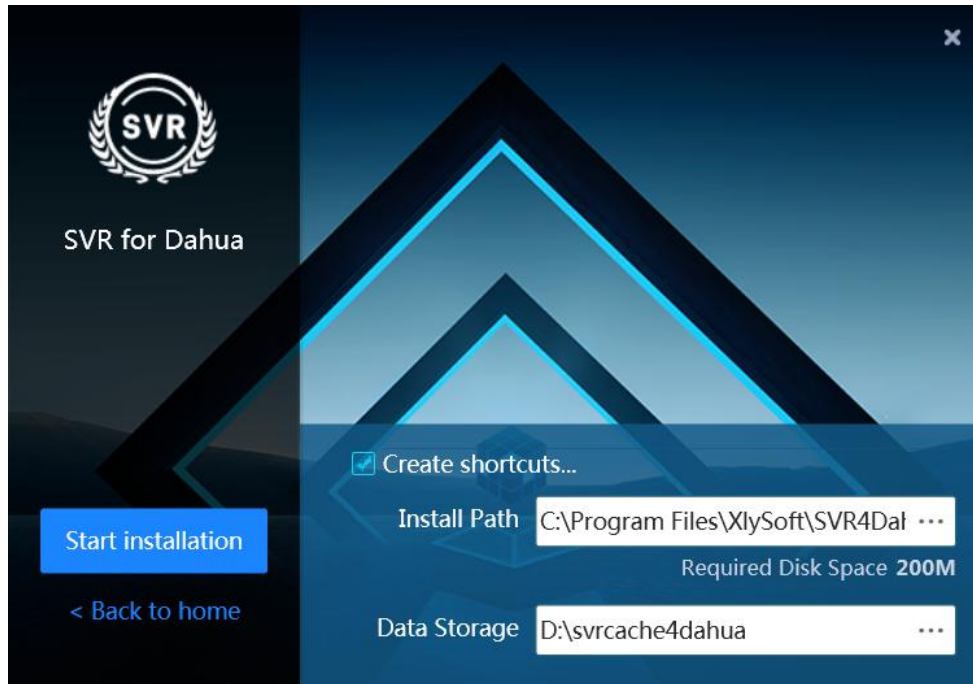 SVR
SVR for Dahua
Create shortcuts...
Install Path C:\Program Files\XlySoft\SVR4Dah ...
Required Disk Space 200M
Data Storage D:\svrcache4dahua ...
Start installation
< Back to home